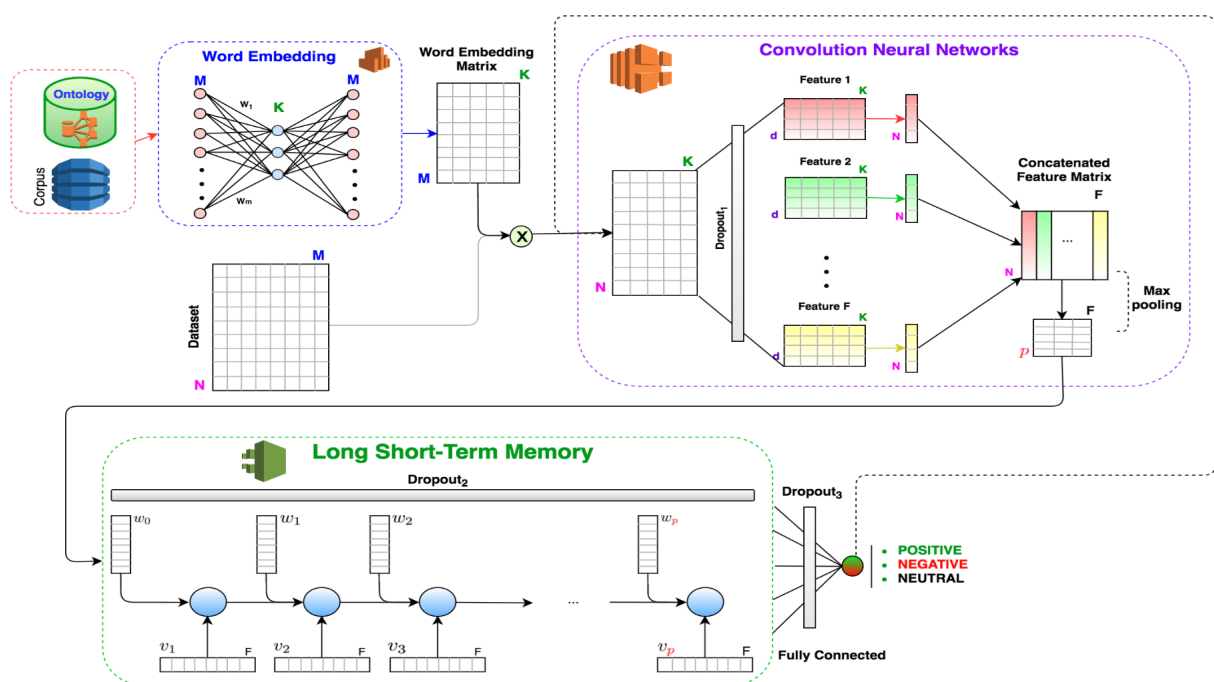 Ontology
Corpus
Word Embedding
M
M
W1
K
Wm
Word Embedding
Matrix
K
M
M
Dataset
N
X
Convolution Neural Networks
K
N
Dropout1
Feature 1
K
d
N
Feature 2
K
d
N
Feature F
K
d
N
Concatenated
Feature Matrix
F
...
N
Max
pooling
F
p
Long Short-Term Memory
Dropout2
w0
w1
w2
wp
...
v1
F
v2
F
v3
F
vp
F
Dropout3
Fully Connected
• POSITIVE
• NEGATIVE
• NEUTRAL